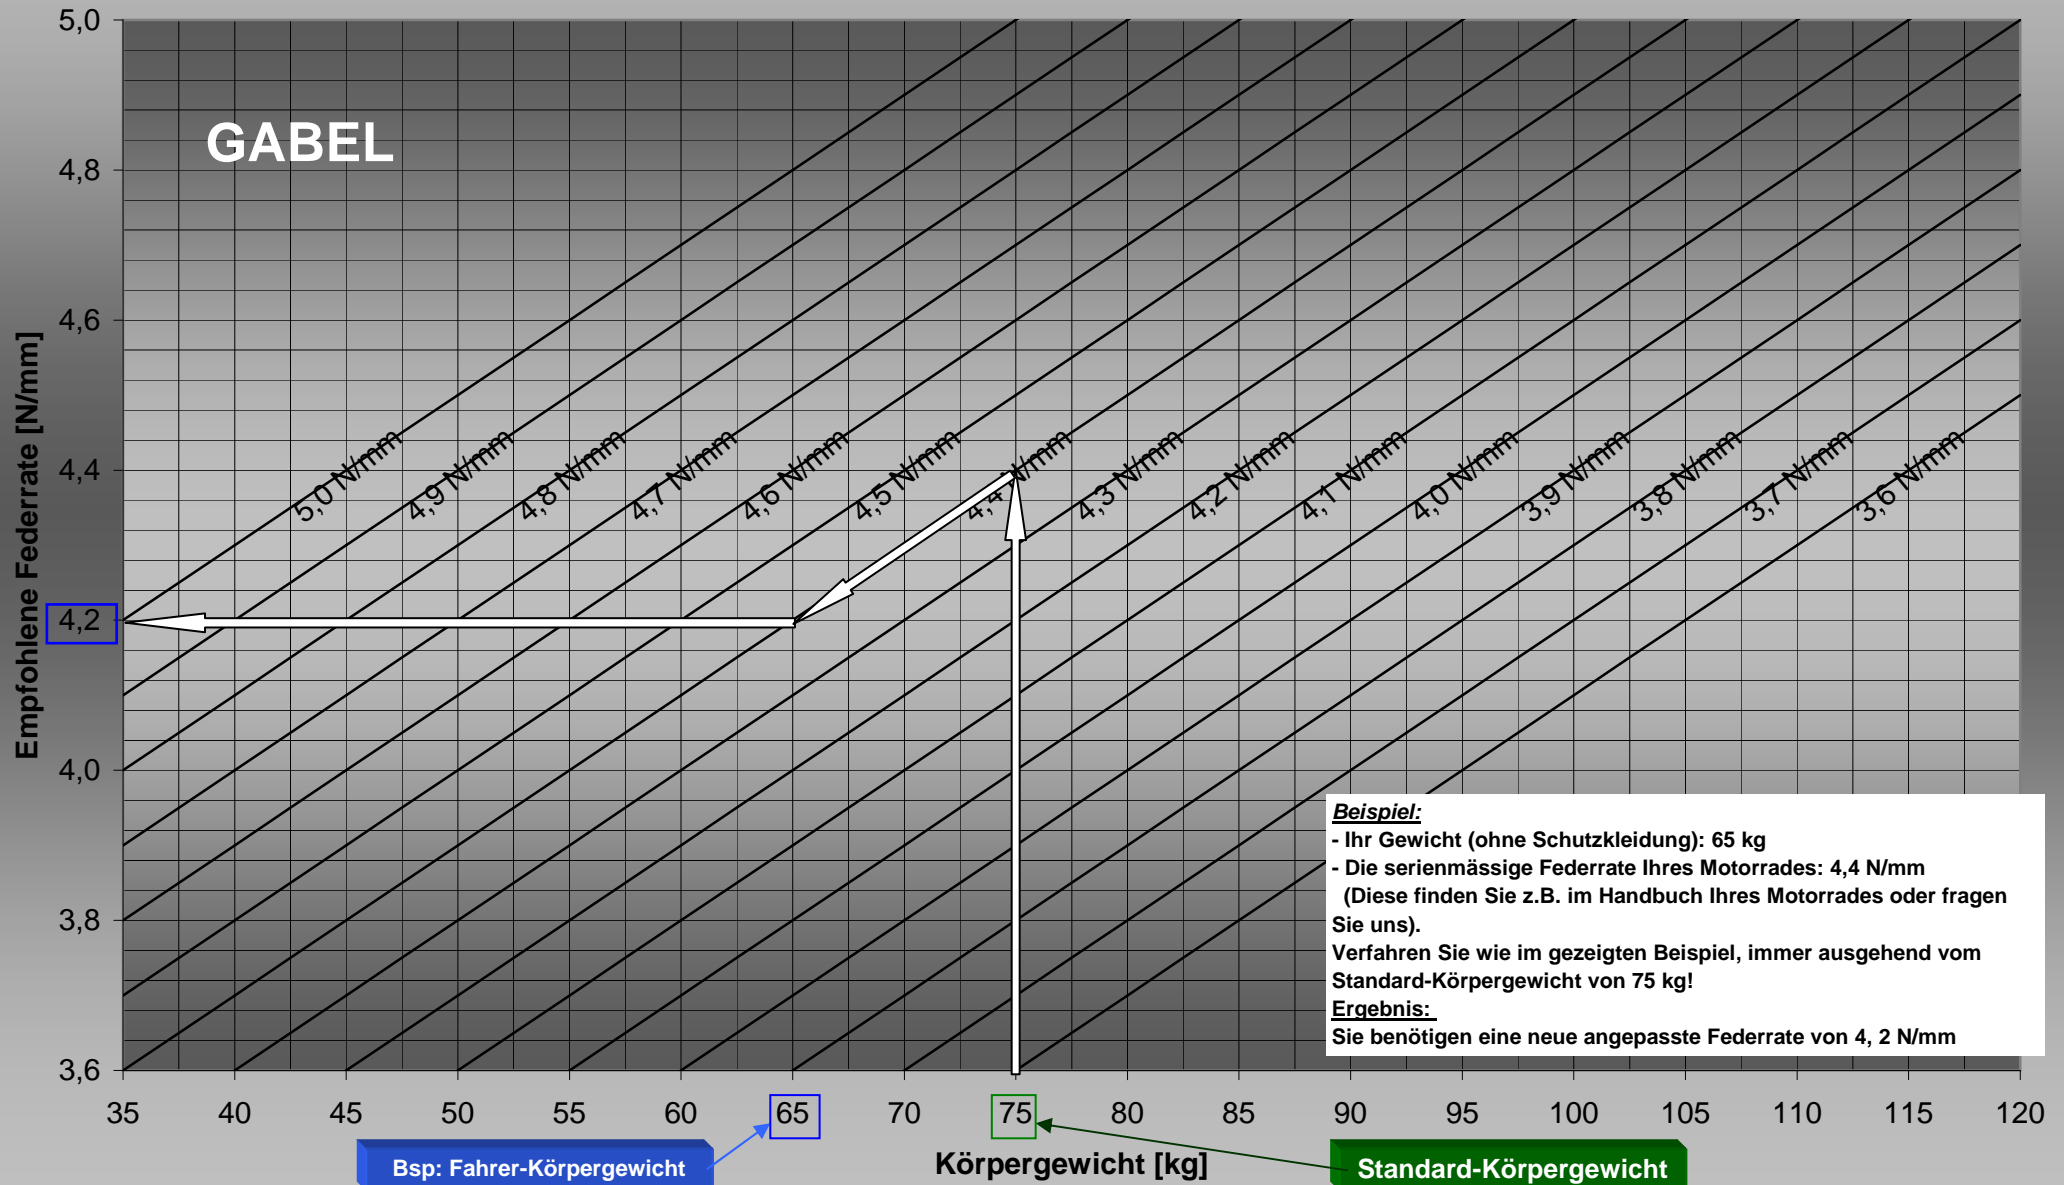 GABEL
Empfohlene Federrate [N/mm]
5,0
4,8
4,6
4,4
4,2
4,0
3,8
3,6
5,0 N/mm
4,9 N/mm
4,8 N/mm
4,7 N/mm
4,6 N/mm
4,5 N/mm
4,4 N/mm
4,3 N/mm
4,2 N/mm
4,1 N/mm
4,0 N/mm
3,9 N/mm
3,8 N/mm
3,7 N/mm
3,6 N/mm
Beispiel:
- Ihr Gewicht (ohne Schutzkleidung): 65 kg
- Die serienmässige Federrate Ihres Motorrades: 4,4 N/mm
(Diese finden Sie z.B. im Handbuch Ihres Motorrades oder fragen
Sie uns).
Verfahren Sie wie im gezeigten Beispiel, immer ausgehend vom
Standard-Körpergewicht von 75 kg!
Ergebnis:
Sie benötigen eine neue angepasste Federrate von 4, 2 N/mm
35 40 45 50 55 60 65 70 75 80 85 90 95 100 105 110 115 120
Bsp: Fahrer-Körpergewicht
Körpergewicht [kg]
Standard-Körpergewicht